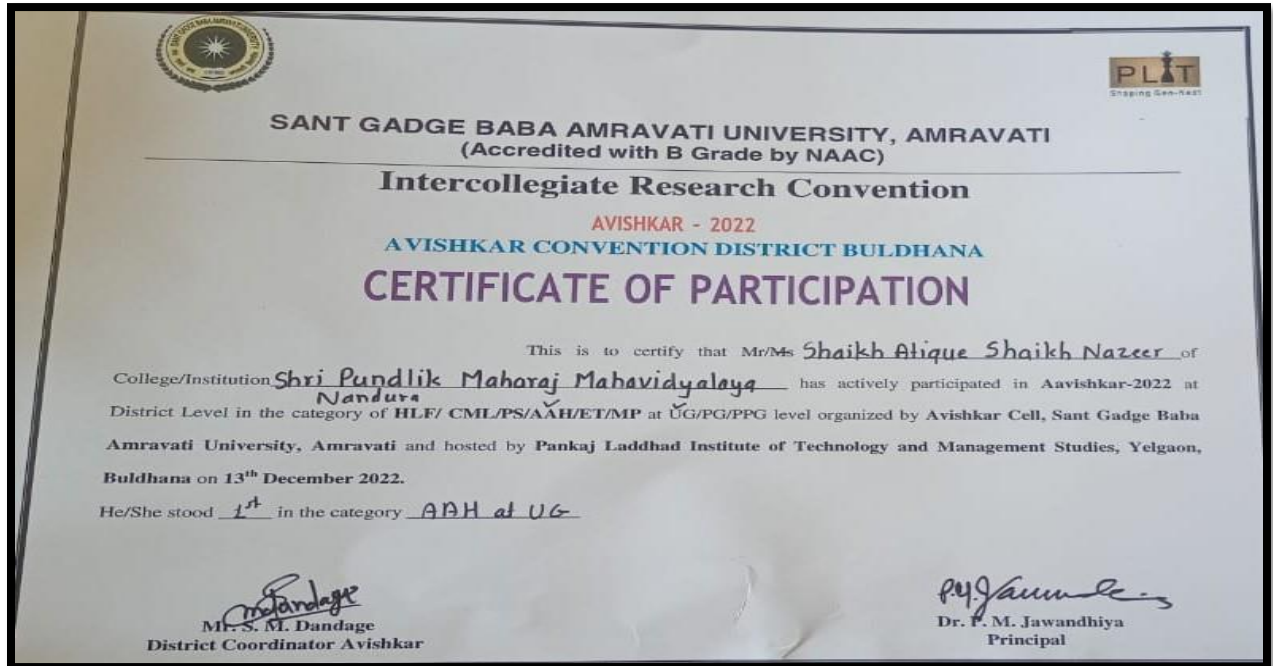 PLIT
Shaping Gen-Next
SANT GADGE BABA AMRAVATI UNIVERSITY, AMRAVATI
(Accredited with B Grade by NAAC)
Intercollegiate Research Convention
AVISHKAR - 2022
AVISHKAR CONVENTION DISTRICT BULDHANA
CERTIFICATE OF PARTICIPATION
This is to certify that Mr/Ms Shaikh Atique Shaikh Nazeer of
College/Institution Shri Pundlik Maharaj Mahavidyalaya has actively participated in Aavishkar-2022 at
Nandura
District Level in the category of HLF/ CML/PS/AAH/ET/MP at UG/PG/PPG level organized by Avishkar Cell, Sant Gadge Baba
Amravati University, Amravati and hosted by Pankaj Laddhad Institute of Technology and Management Studies, Yelgaon,
Buldhana on 13th December 2022.
He/She stood 1st in the category AAH at UG
Mr. S. M. Dandage
District Coordinator Avishkar
Dr. P. M. Jawandhiya
Principal